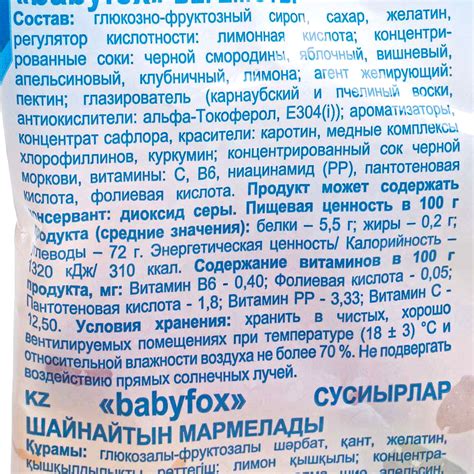 «babyfox»
Состав: глюкозно-фруктозный сироп, сахар, желатин,
регулятор кислотности: лимонная кислота; концентри-
рованные соки: черной смородины, яблочный, вишневый,
апельсиновый, клубничный, лимона; агент желирующий:
пектин; глазирователь (карнаубский и пчелиный воски,
антиокислители: альфа-Токоферол, Е304(i)); ароматизаторы,
концентрат сафлора, красители: каротин, медные комплексы
хлорофиллинов, куркумин; концентрированный сок черной
моркови, витамины: С, В6, ниацинамид (РР), пантотеновая
кислота, фолиевая кислота. Продукт может содержать
консервант: диоксид серы. Пищевая ценность в 100 г
продукта (средние значения): белки – 5,5 г; жиры – 0,2 г;
углеводы – 72 г. Энергетическая ценность/ Калорийность –
1320 кДж/ 310 ккал. Содержание витаминов в 100 г
продукта, мг: Витамин В6 - 0,40; Фолиевая кислота - 0,05;
Пантотеновая кислота - 1,8; Витамин РР - 3,33; Витамин С -
12,50. Условия хранения: хранить в чистых, хорошо
вентилируемых помещениях при температуре (18 ± 3) °С и
относительной влажности воздуха не более 70 %. Не подвергать
воздействию прямых солнечных лучей.
KZ «babyfox» СУСИЫРЛАР
ШАЙНАЙТЫН МАРМЕЛАДЫ
Құрамы: глюкозалы-фруктозалы шәрбат, қант, желатин,
қышқылдылықты реттегіш: лимон қышқылы; концентра-